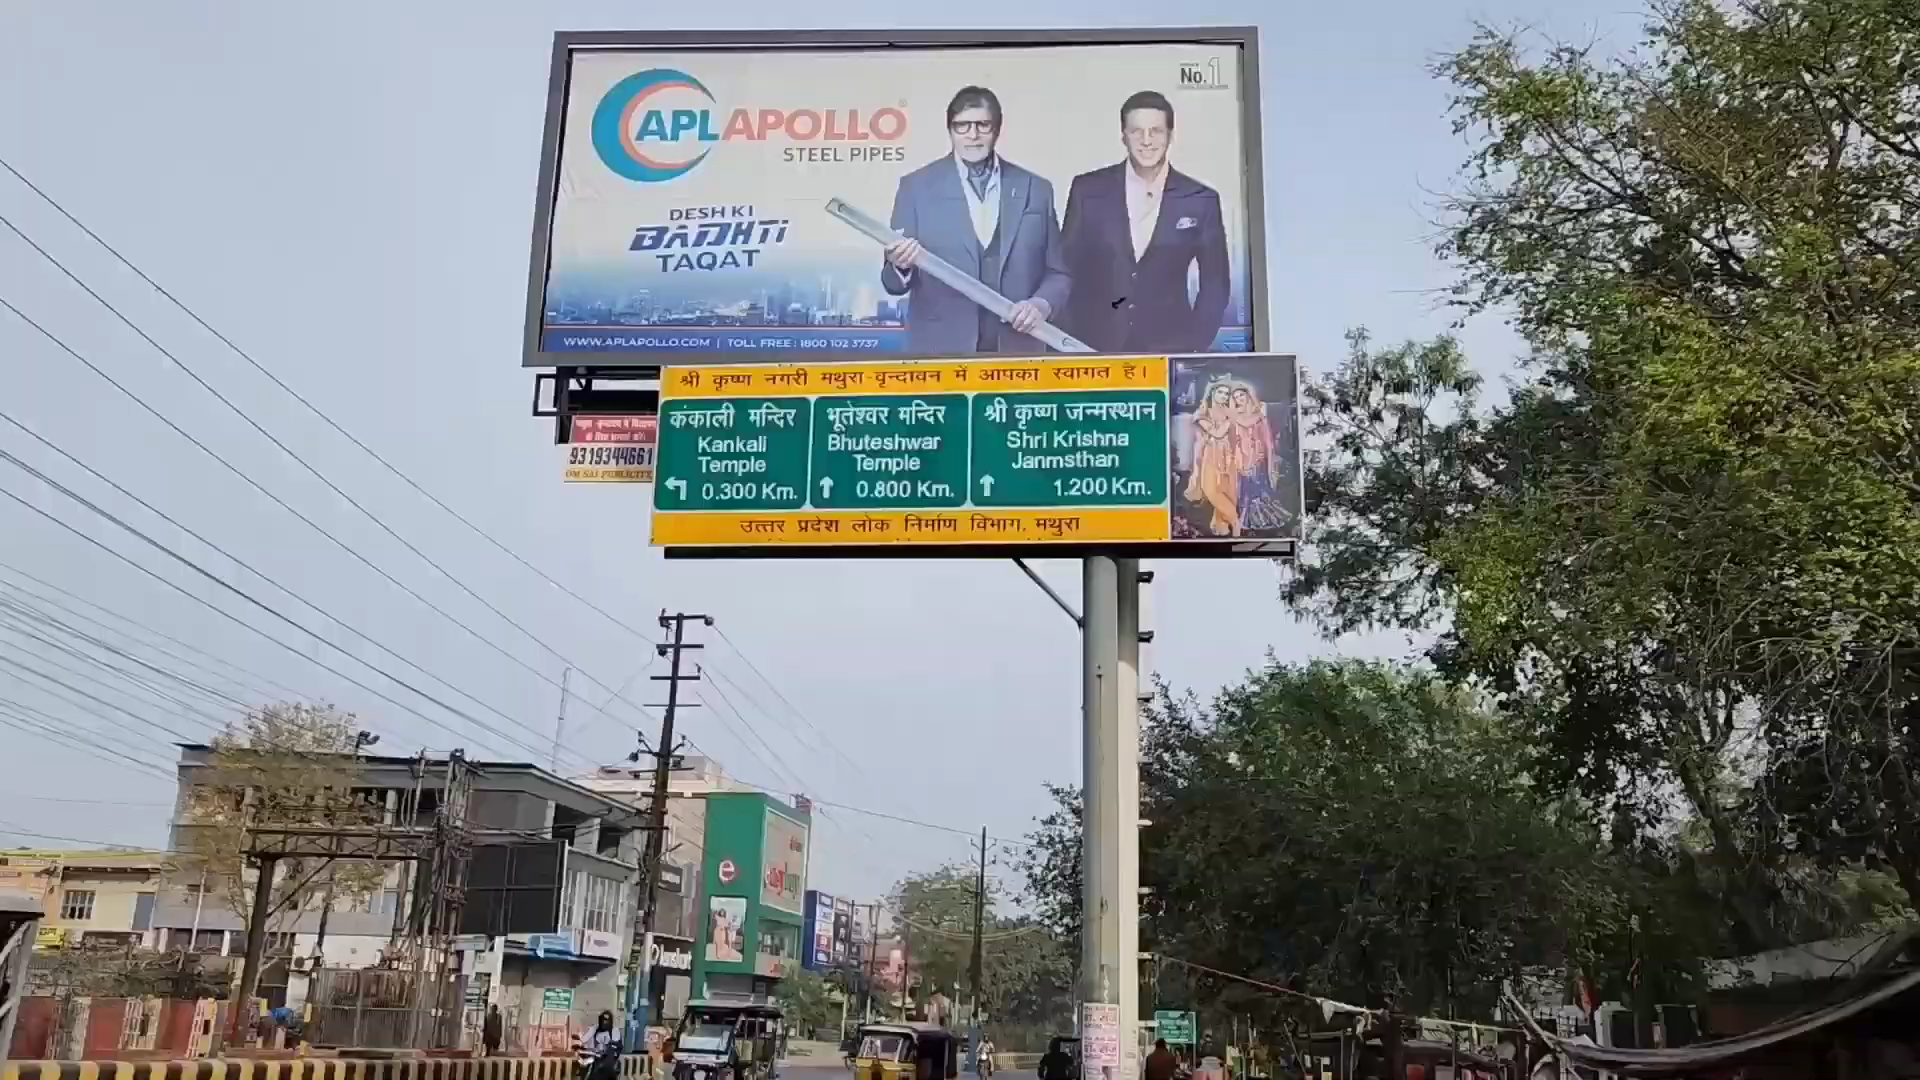 No.1
APL APOLLO
STEEL PIPES
DESH KI
BADHTI
TAQAT
WWW.APLAPOLLO.COM | TOLL FREE : 1800 102 3737
श्री कृष्ण नगरी मथुरा-वृन्दावन में आपका स्वागत है।
कंकाली मन्दिर
Kankali
Temple
0.300 Km.
भूतेश्वर मन्दिर
Bhuteshwar
Temple
0.800 Km.
श्री कृष्ण जन्मस्थान
Shri Krishna
Janmsthan
1.200 Km.
उत्तर प्रदेश लोक निर्माण विभाग, मथुरा
9319344661
OM SAI PUBLICITY